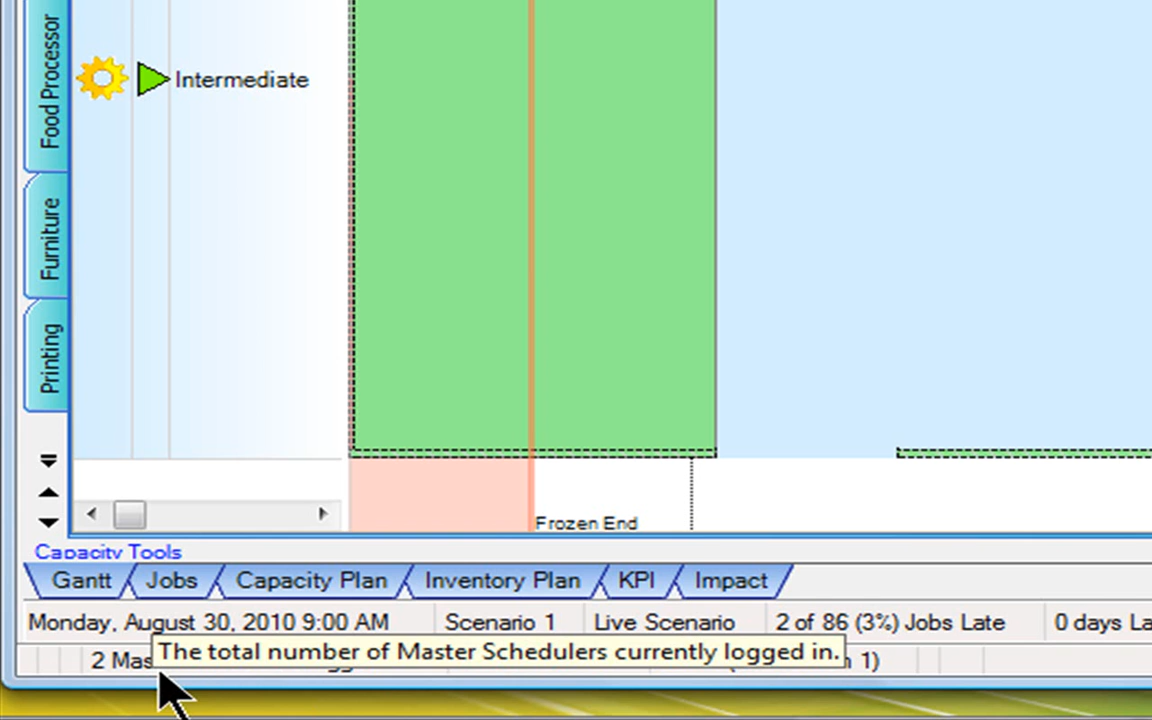 Food Processor
Intermediate
Furniture
Printing
Frozen End
Capacity Tools
Gantt Jobs Capacity Plan Inventory Plan KPI Impact
Monday, August 30, 2010 9:00 AM Scenario 1 Live Scenario 2 of 86 (3%) Jobs Late 0 days La
The total number of Master Schedulers currently logged in.
2 Mas 1)